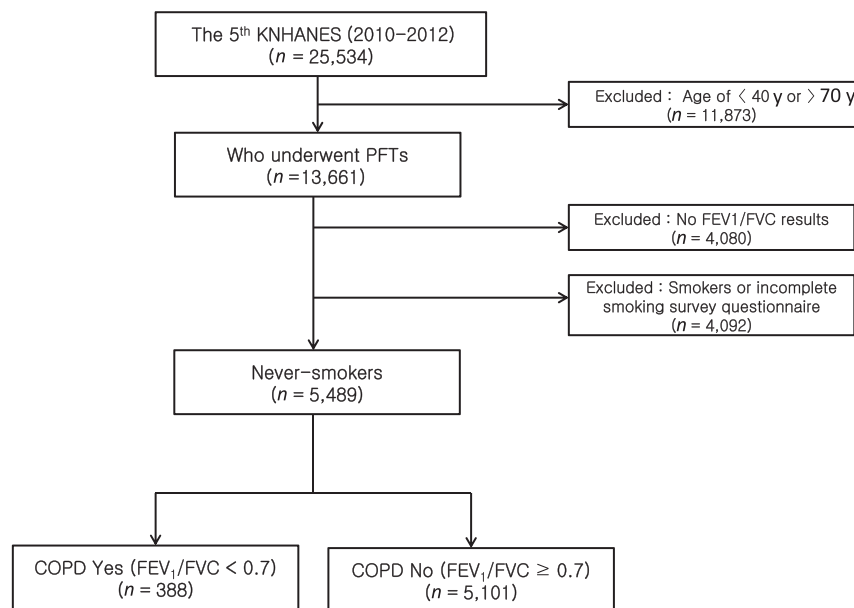 The 5th KNHANES (2010-2012)
(n = 25,534)
Excluded : Age of < 40 y or > 70 y
(n = 11,873)
Who underwent PFTs
(n =13,661)
Excluded : No FEV1/FVC results
(n = 4,080)
Excluded : Smokers or incomplete
smoking survey questionnaire
(n = 4,092)
Never-smokers
(n = 5,489)
COPD Yes (FEV1/FVC < 0.7)
(n = 388)
COPD No (FEV1/FVC ≥ 0.7)
(n = 5,101)